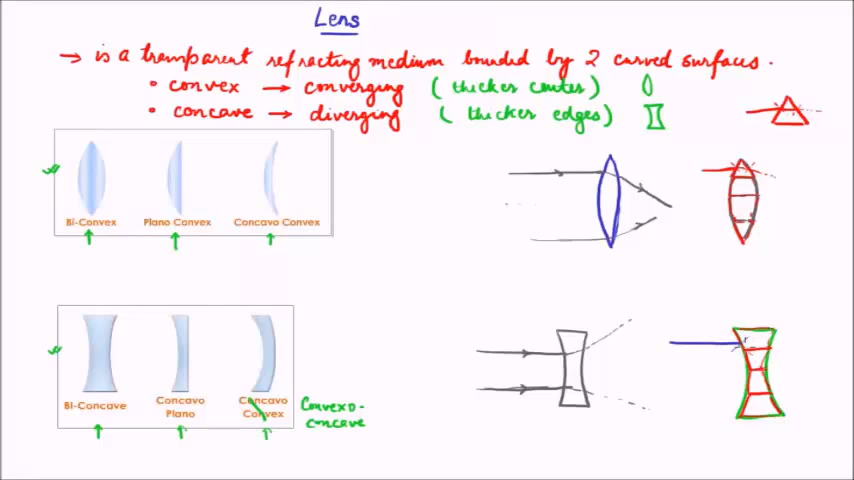 Lens
→ is a transparent refracting medium bounded by 2 curved surfaces.
• convex → converging (thicker center)
• concave → diverging (thicker edges)
Bi-Convex Plano Convex Concavo Convex
Bi-Concave Concavo Plano Concavo Convex Convexo-concave